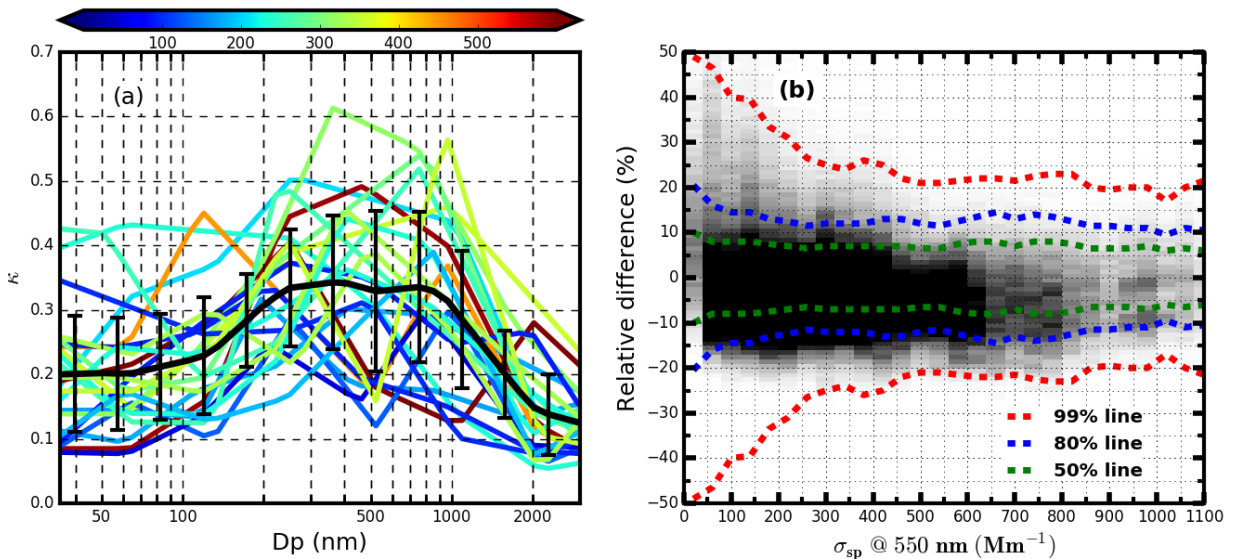 100 200 300 400 500
(a)
0.7
0.6
0.5
0.4
0.3
0.2
0.1
0.0
κ
50 100 200 500 1000 2000
Dp (nm)
(b)
50
40
30
20
10
0
−10
−20
−30
−40
−50
Relative difference (%)
99% line
80% line
50% line
0 100 200 300 400 500 600 700 800 900 1000 1100
σsp @ 550 nm (Mm⁻¹)